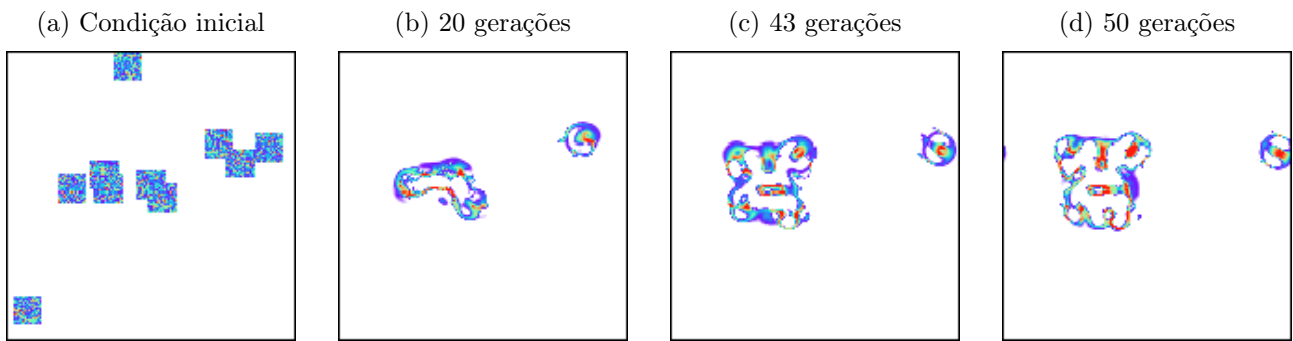 (a) Condição inicial
(b) 20 gerações
(c) 43 gerações
(d) 50 gerações